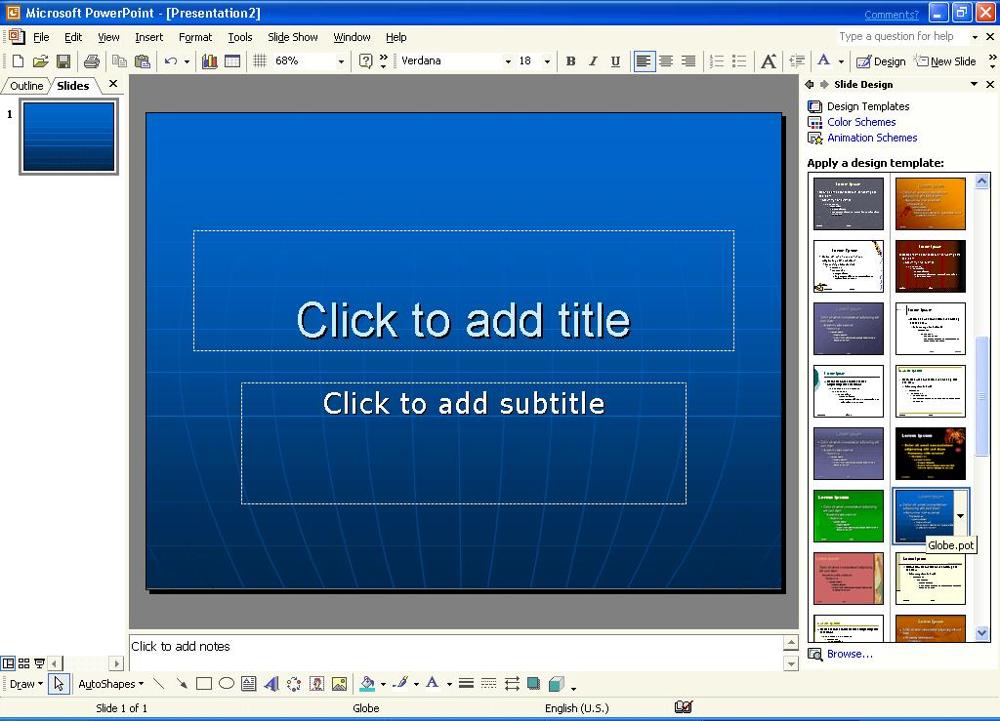 Microsoft PowerPoint - [Presentation2]
Comments?
File Edit View Insert Format Tools Slide Show Window Help
Type a question for help
68% Verdana 18 B I U A A Design New Slide
Outline Slides
Slide Design
1
Design Templates
Color Schemes
Animation Schemes
Apply a design template:
Click to add title
Click to add subtitle
Globe.pot
Click to add notes
Browse...
Draw AutoShapes A
Slide 1 of 1 Globe English (U.S.)